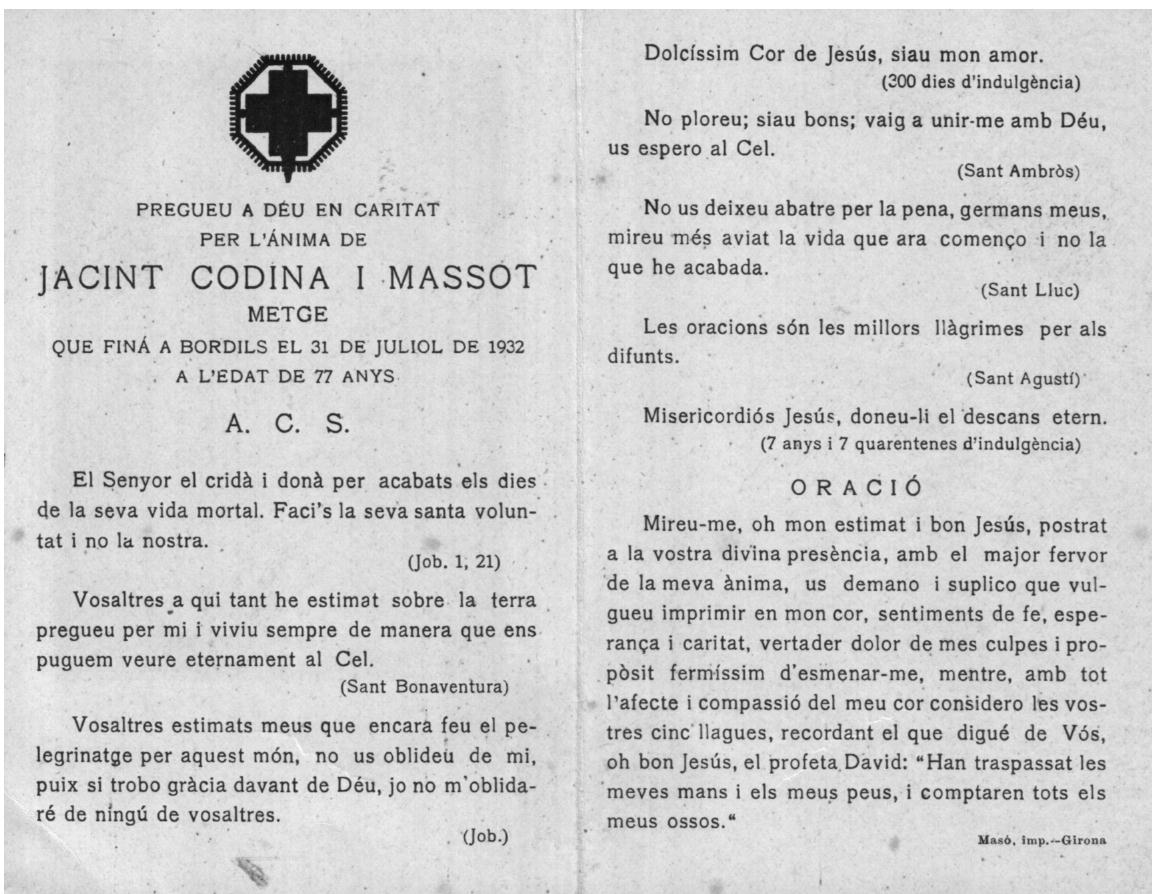 PREGUEU A DÉU EN CARITAT
PER L'ÁNIMA DE
JACINT CODINA I MASSOT
METGE
QUE FINÁ A BORDILS EL 31 DE JULIOL DE 1932
A L'EDAT DE 77 ANYS
A. C. S.
El Senyor el cridà i donà per acabats els dies
de la seva vida mortal. Faci's la seva santa volun-
tat i no la nostra.
(Job. 1, 21)
Vosaltres a qui tant he estimat sobre la terra
pregueu per mi i viviu sempre de manera que ens
puguem veure eternament al Cel.
(Sant Bonaventura)
Vosaltres estimats meus que encara feu el pe-
legrinatge per aquest món, no us oblideu de mi,
puix si trobo gràcia davant de Déu, jo no m'oblida-
ré de ningú de vosaltres.
(Job.)
Dolcíssim Cor de Jesús, siau mon amor.
(300 dies d'indulgència)
No ploreu; siau bons; vaig a unir-me amb Déu,
us espero al Cel.
(Sant Ambròs)
No us deixeu abatre per la pena, germans meus,
mireu més aviat la vida que ara començo i no la
que he acabada.
(Sant Lluc)
Les oracions són les millors llàgrimes per als
difunts.
(Sant Agustí)
Misericordiós Jesús, doneu-li el descans etern.
(7 anys i 7 quarentenes d'indulgència)
ORACIÓ
Mireu-me, oh mon estimat i bon Jesús, postrat
a la vostra divina presència, amb el major fervor
de la meva ànima, us demano i suplico que vul-
gueu imprimir en mon cor, sentiments de fe, espe-
rança i caritat, vertader dolor de mes culpes i pro-
pòsit fermíssim d'esmenar-me, mentre, amb tot
l'afecte i compassió del meu cor considero les vos-
tres cinc llagues, recordant el que digué de Vós,
oh bon Jesús, el profeta David: “Han traspassat les
meves mans i els meus peus, i comptaren tots els
meus ossos.“
Masó, imp.--Girona